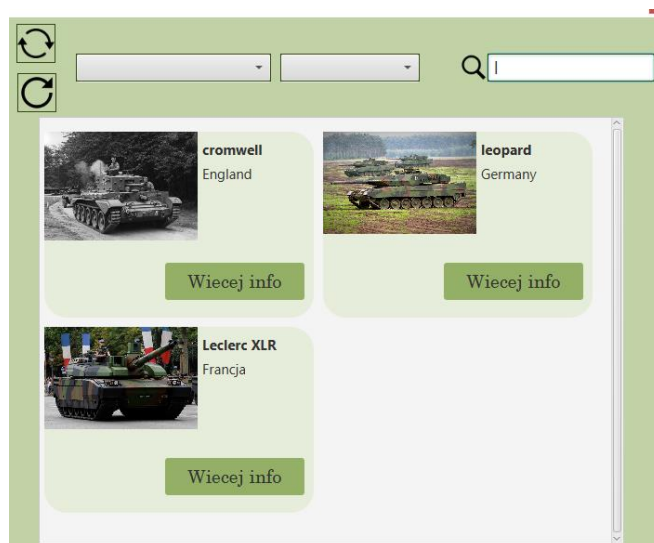 cromwell
England
Wiecej info
leopard
Germany
Wiecej info
Leclerc XLR
Francja
Wiecej info